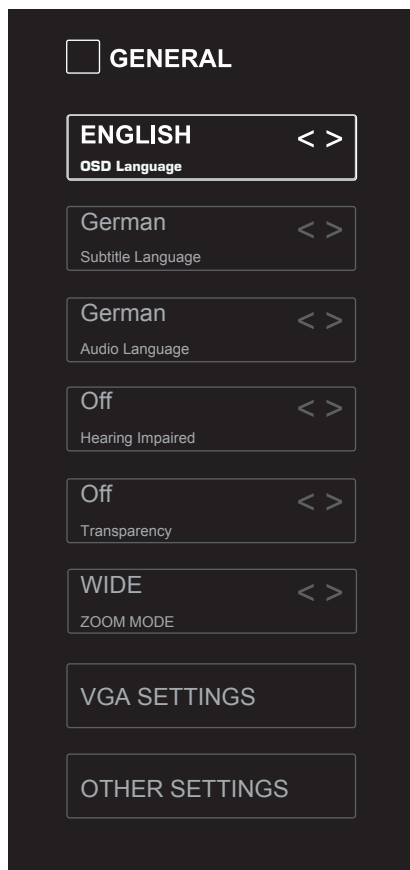 GENERAL
ENGLISH < >
OSD Language
German < >
Subtitle Language
German < >
Audio Language
Off < >
Hearing Impaired
Off < >
Transparency
WIDE < >
ZOOM MODE
VGA SETTINGS
OTHER SETTINGS